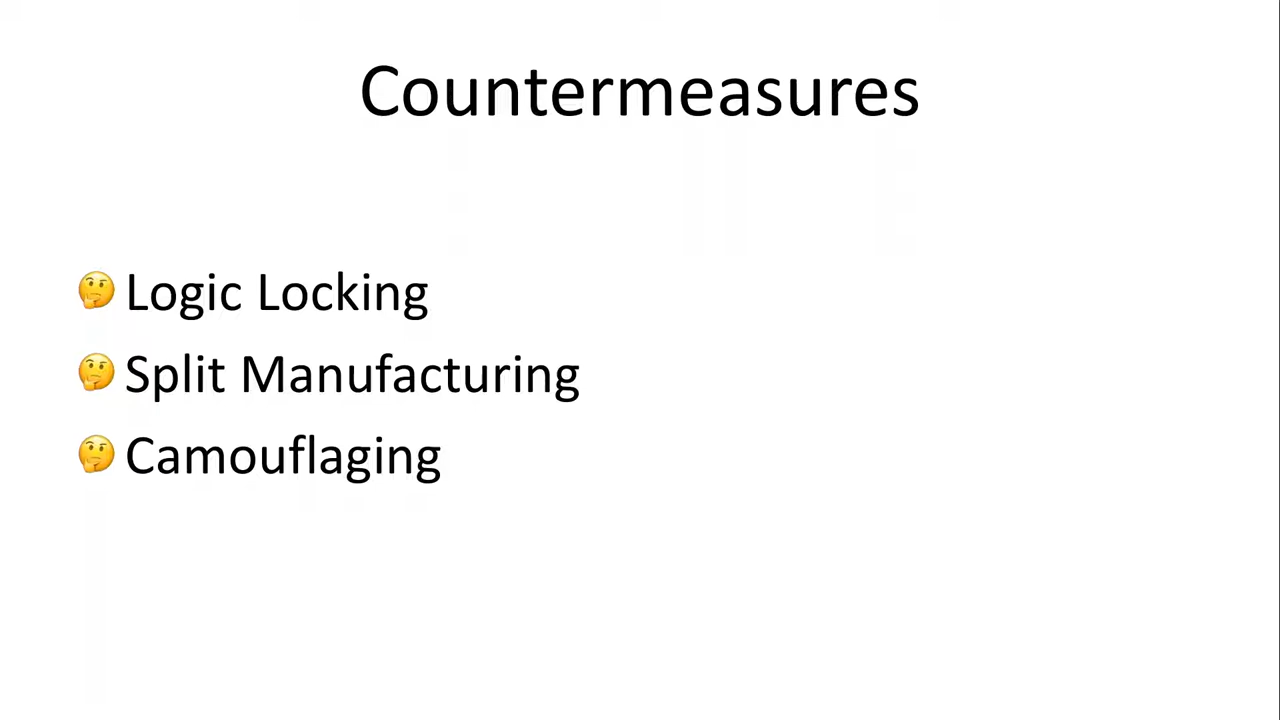 Countermeasures
🤔 Logic Locking
🤔 Split Manufacturing
🤔 Camouflaging